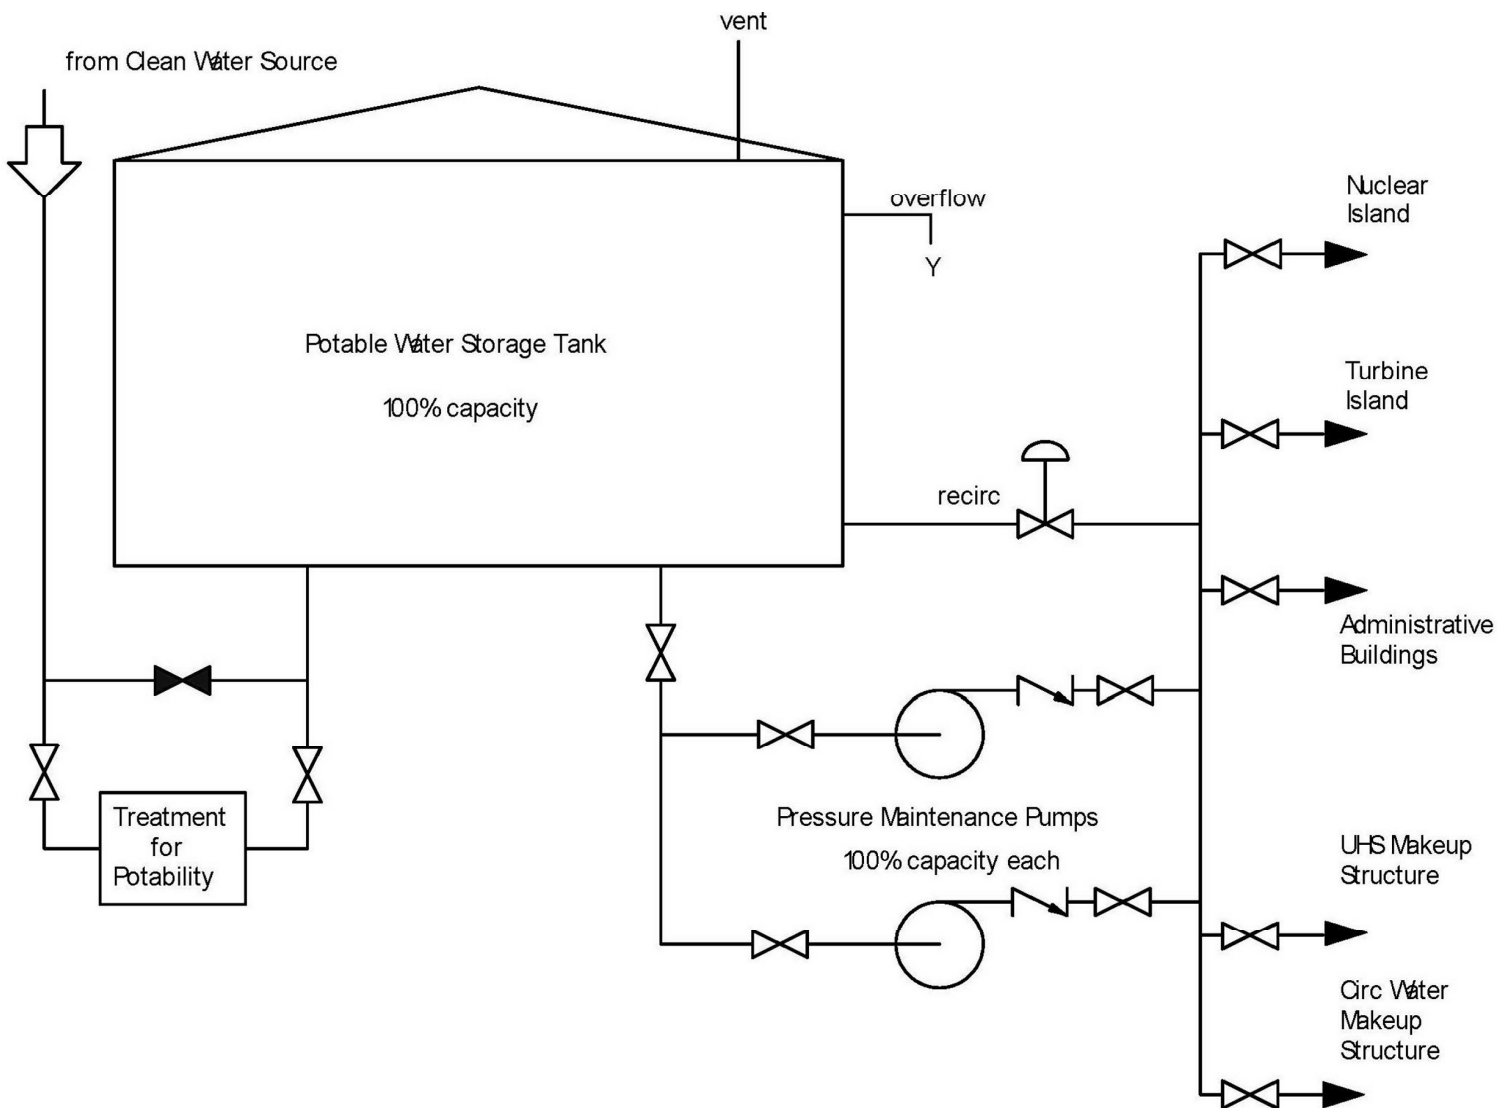 vent
from Clean Water Source
overflow
Y
Nuclear
Island
Potable Water Storage Tank
100% capacity
Turbine
Island
recirc
Administrative
Buildings
Treatment
for
Potability
Pressure Maintenance Pumps
100% capacity each
UHS Makeup
Structure
Circ Water
Makeup
Structure